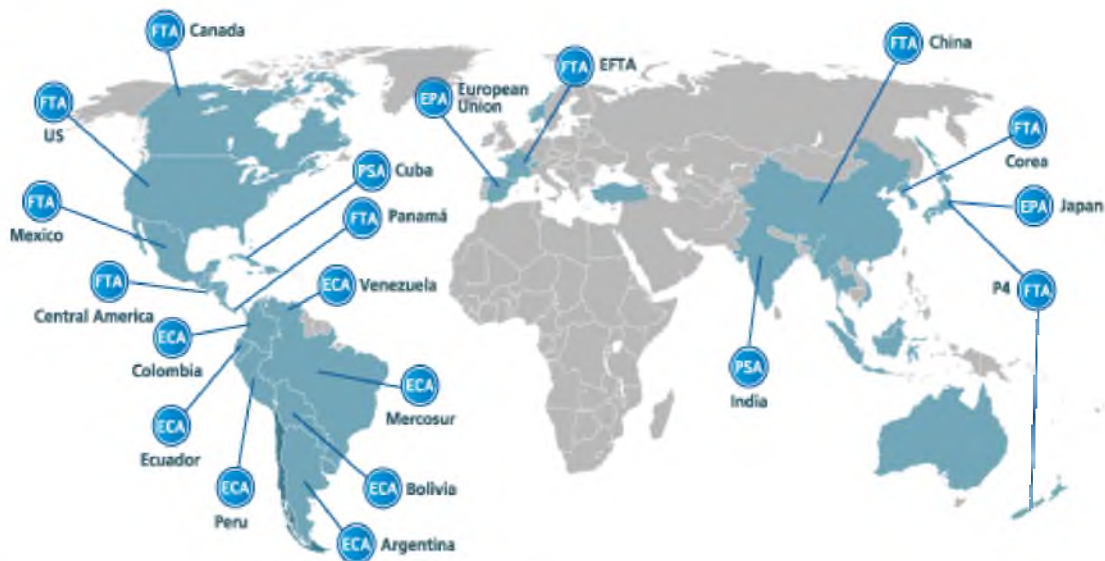 FTA Canada
FTA China
FTA EFTA
EPA European
Union
FTA
US
FTA
Corea
PSA Cuba
FTA
Mexico
FTA Panamá
EPA Japan
FTA
Central America
ECA Venezuela
P4 FTA
ECA
Colombia
ECA
Mercosur
PSA
India
ECA
Ecuador
ECA
Peru
ECA Bolivia
ECA Argentina